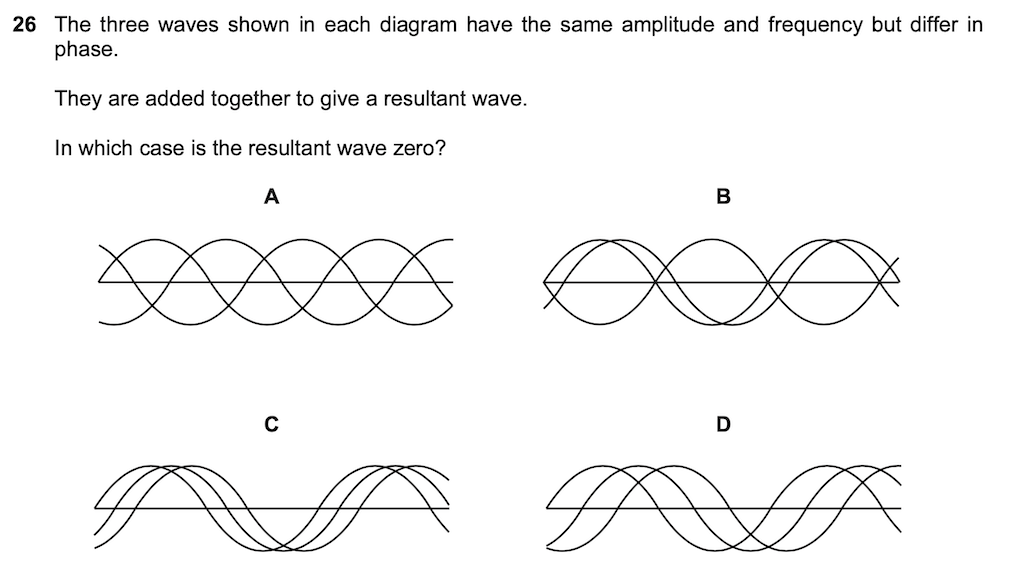 26 The three waves shown in each diagram have the same amplitude and frequency but differ in
phase.
They are added together to give a resultant wave.
In which case is the resultant wave zero?
A
B
C
D